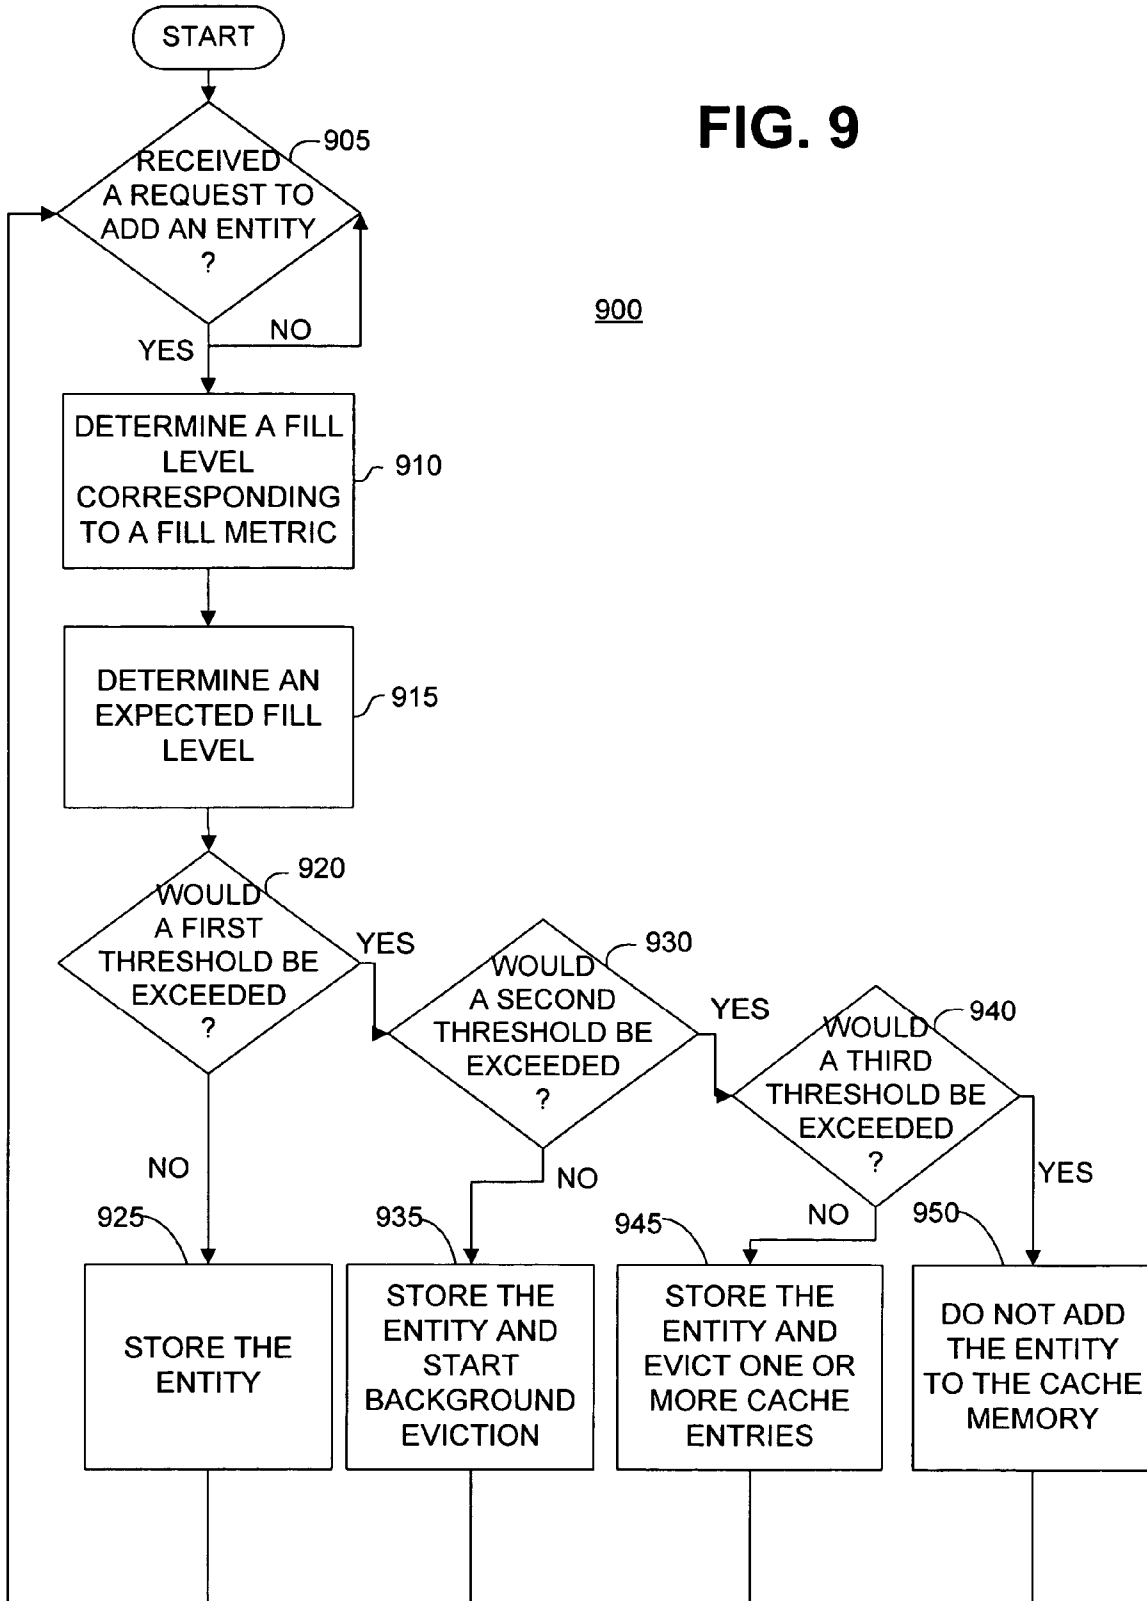 START
FIG. 9
905
RECEIVED
A REQUEST TO
ADD AN ENTITY
?
900
NO
YES
DETERMINE A FILL
LEVEL
CORRESPONDING
TO A FILL METRIC
910
DETERMINE AN
EXPECTED FILL
LEVEL
915
920
WOULD
A FIRST
THRESHOLD BE
EXCEEDED
?
YES
930
WOULD
A SECOND
THRESHOLD BE
EXCEEDED
?
YES
940
WOULD
A THIRD
THRESHOLD BE
EXCEEDED
?
NO
NO
NO
YES
925
STORE THE
ENTITY
935
STORE THE
ENTITY AND
START
BACKGROUND
EVICTION
945
STORE THE
ENTITY AND
EVICT ONE OR
MORE CACHE
ENTRIES
950
DO NOT ADD
THE ENTITY
TO THE CACHE
MEMORY